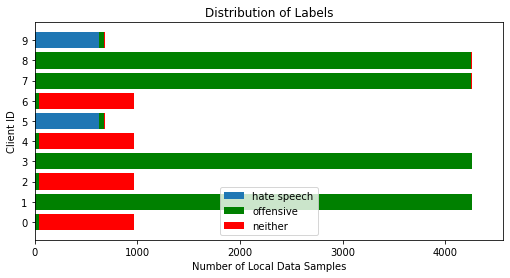 Distribution of Labels
Client ID
9
8
7
6
5
4
3
2
1
0
hate speech
offensive
neither
0 1000 2000 3000 4000
Number of Local Data Samples